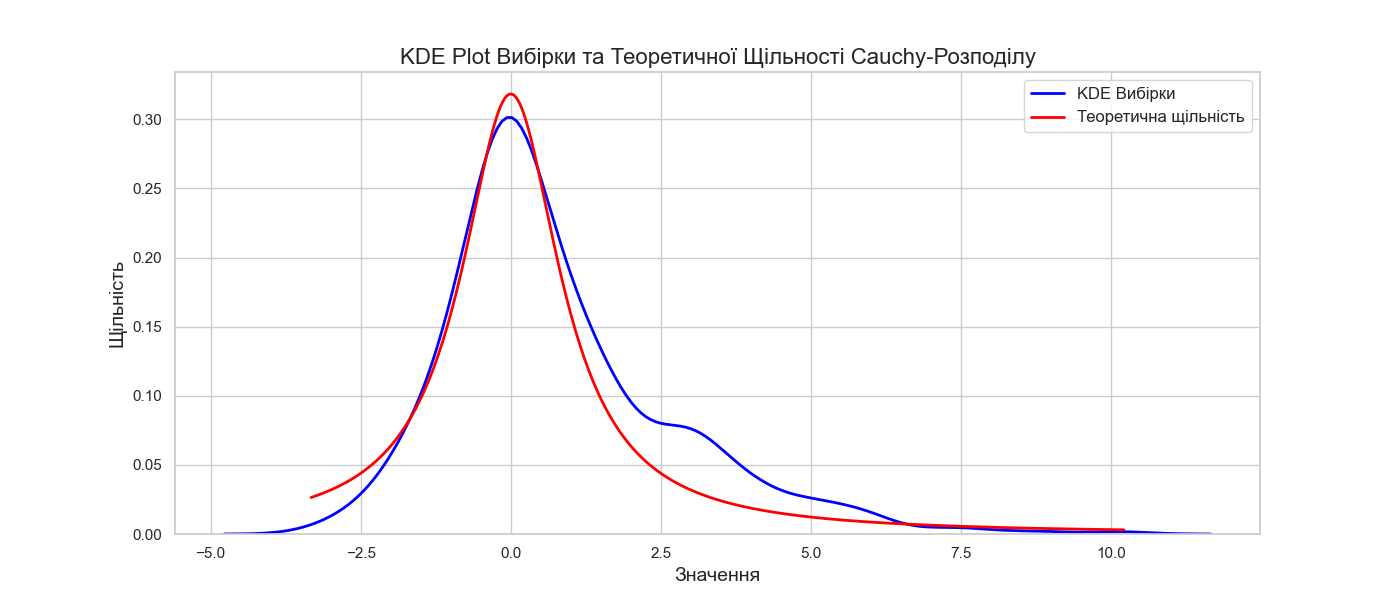 KDE Plot Вибірки та Теоретичної Щільності Cauchy-Розподілу
KDE Вибірки
Теоретична щільність
Щільність
0.30
0.25
0.20
0.15
0.10
0.05
0.00
−5.0 −2.5 0.0 2.5 5.0 7.5 10.0
Значення